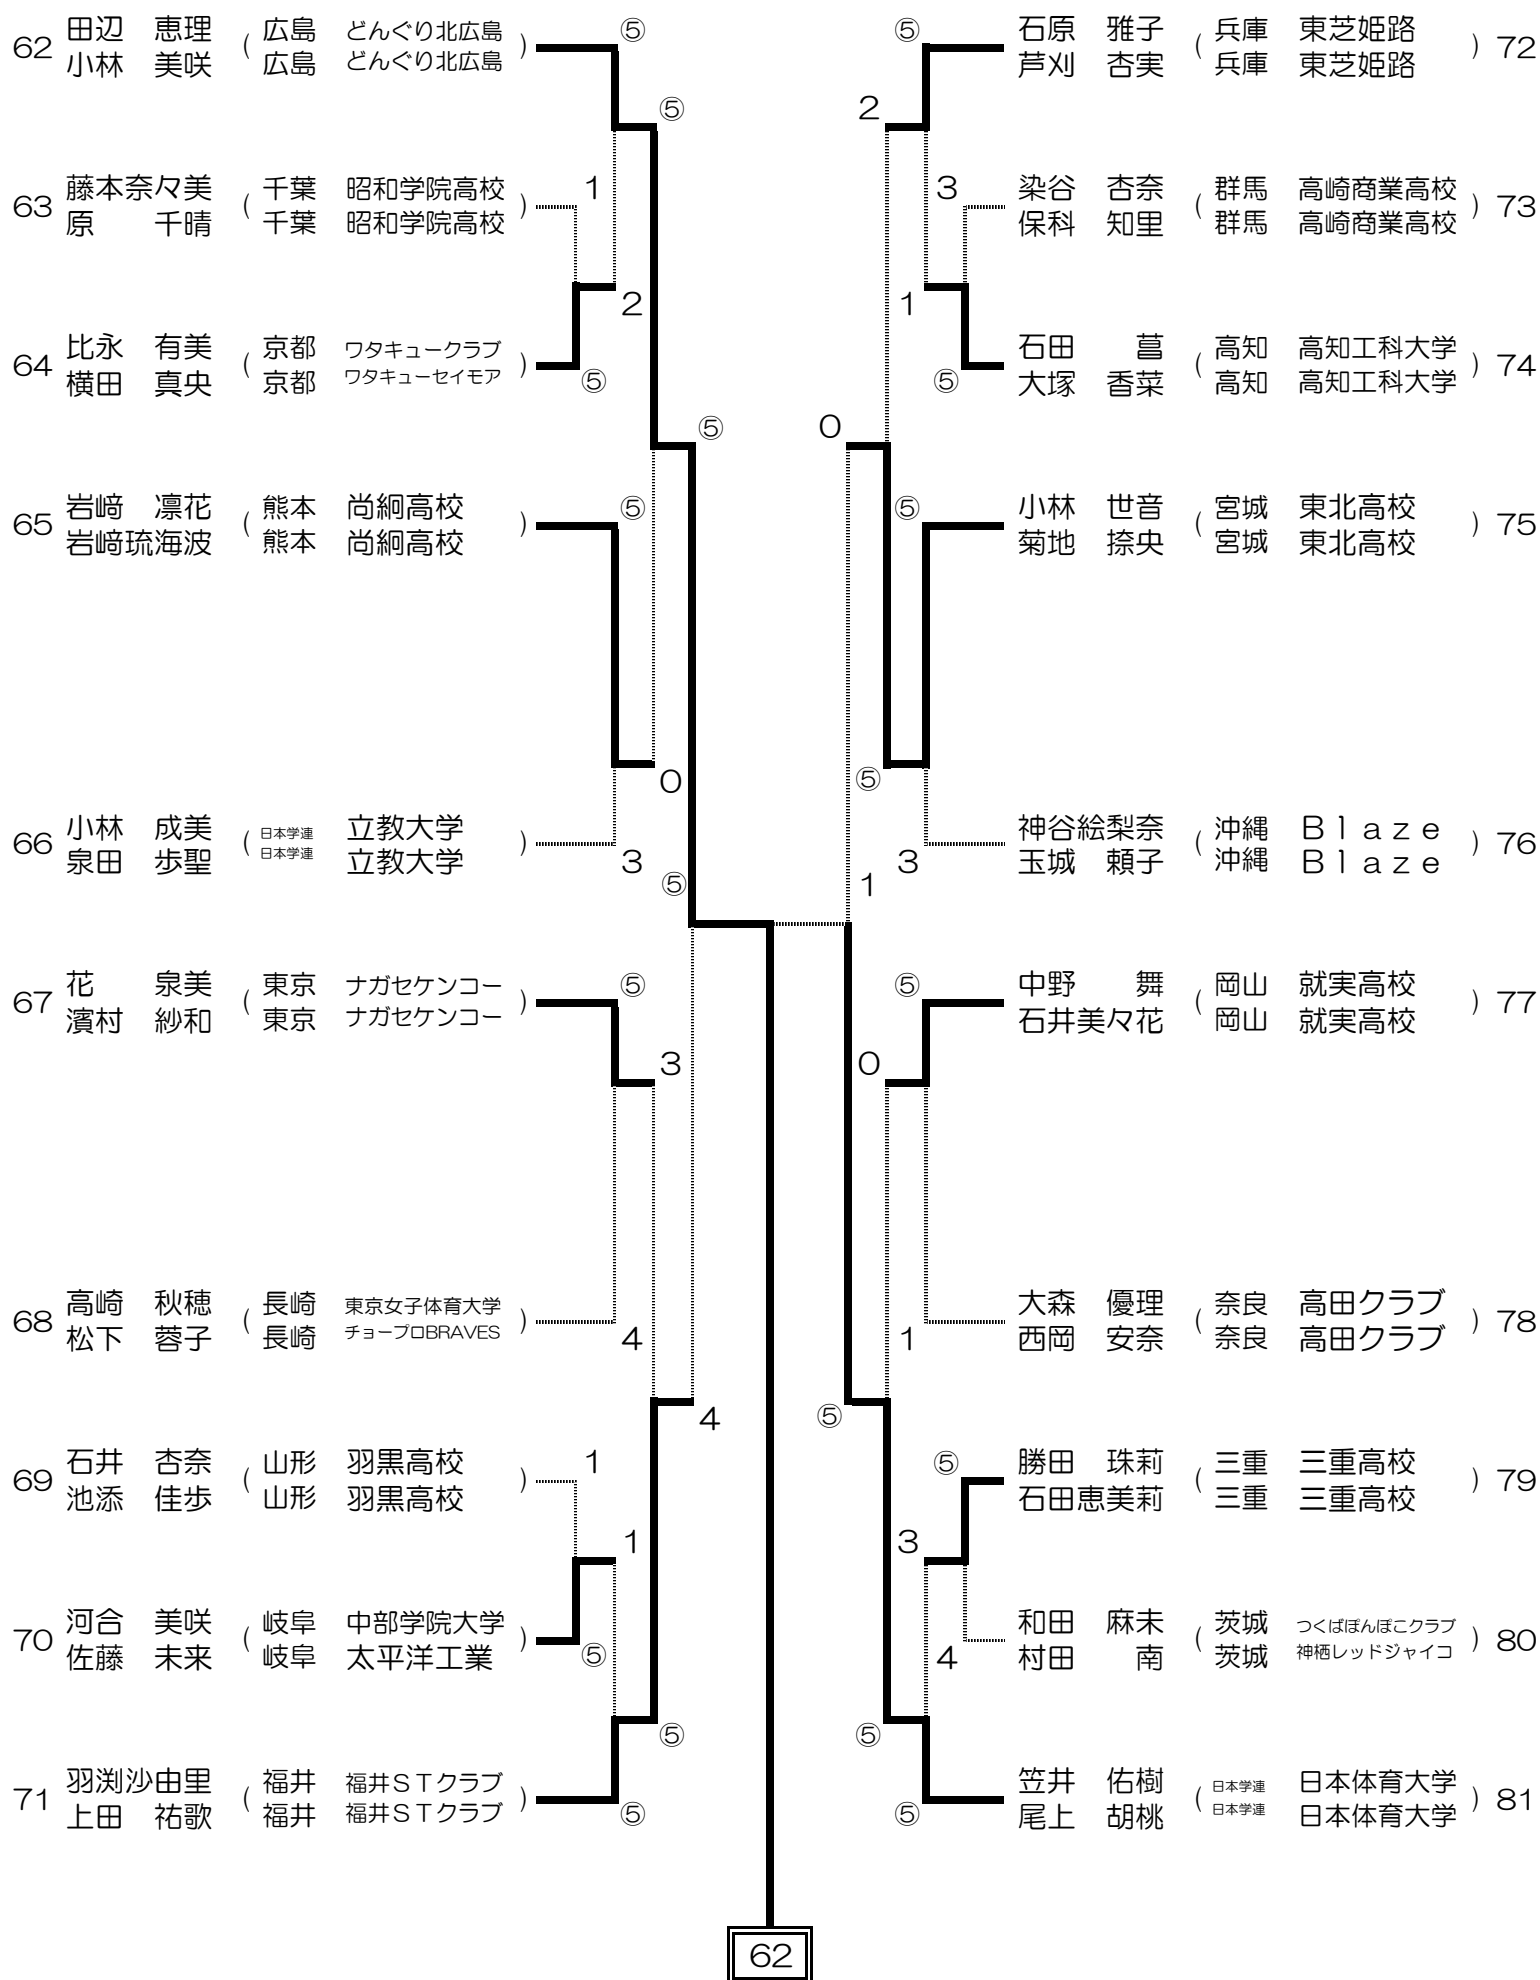 62 田辺 恵理 ( 広島 どんぐり北広島 ) ⑤
小林 美咲 広島 どんぐり北広島
⑤
63 藤本奈々美 ( 千葉 昭和学院高校 ) 1
原 千晴 千葉 昭和学院高校
2
64 比永 有美 ( 京都 ワタキュークラブ )
横田 真央 京都 ワタキューセイモア ⑤
⑤
65 岩﨑 凛花 ( 熊本 尚絅高校 ) ⑤
岩﨑琉海波 熊本 尚絅高校
0
66 小林 成美 ( 日本学連 立教大学 )
泉田 歩聖 日本学連 立教大学 3
⑤
67 花 泉美 ( 東京 ナガセケンコー ) ⑤
濱村 紗和 東京 ナガセケンコー
3
68 高崎 秋穂 ( 長崎 東京女子体育大学 )
松下 蓉子 長崎 チョープロBRAVES 4
4
69 石井 杏奈 ( 山形 羽黒高校 ) 1
池添 佳歩 山形 羽黒高校
1
70 河合 美咲 ( 岐阜 中部学院大学 )
佐藤 未来 岐阜 太平洋工業 ⑤
⑤
71 羽渕沙由里 ( 福井 福井STクラブ )
上田 祐歌 福井 福井STクラブ ⑤
⑤ 石原 雅子 ( 兵庫 東芝姫路 ) 72
芦刈 杏実 兵庫 東芝姫路
2
3 染谷 杏奈 ( 群馬 高崎商業高校 ) 73
保科 知里 群馬 高崎商業高校
1
石田 菖 ( 高知 高知工科大学 ) 74
⑤ 大塚 香菜 高知 高知工科大学
0
⑤ 小林 世音 ( 宮城 東北高校 ) 75
菊地 捺央 宮城 東北高校
⑤
神谷絵梨奈 ( 沖縄 Blaze ) 76
3 玉城 頼子 沖縄 Blaze
1
⑤ 中野 舞 ( 岡山 就実高校 ) 77
石井美々花 岡山 就実高校
0
大森 優理 ( 奈良 高田クラブ ) 78
1 西岡 安奈 奈良 高田クラブ
⑤
⑤ 勝田 珠莉 ( 三重 三重高校 ) 79
石田恵美莉 三重 三重高校
3
和田 麻未 ( 茨城 つくばぽんぽこクラブ ) 80
4 村田 南 茨城 神栖レッドジャイコ
⑤
笠井 佑樹 ( 日本学連 日本体育大学 ) 81
⑤ 尾上 胡桃 日本学連 日本体育大学
62